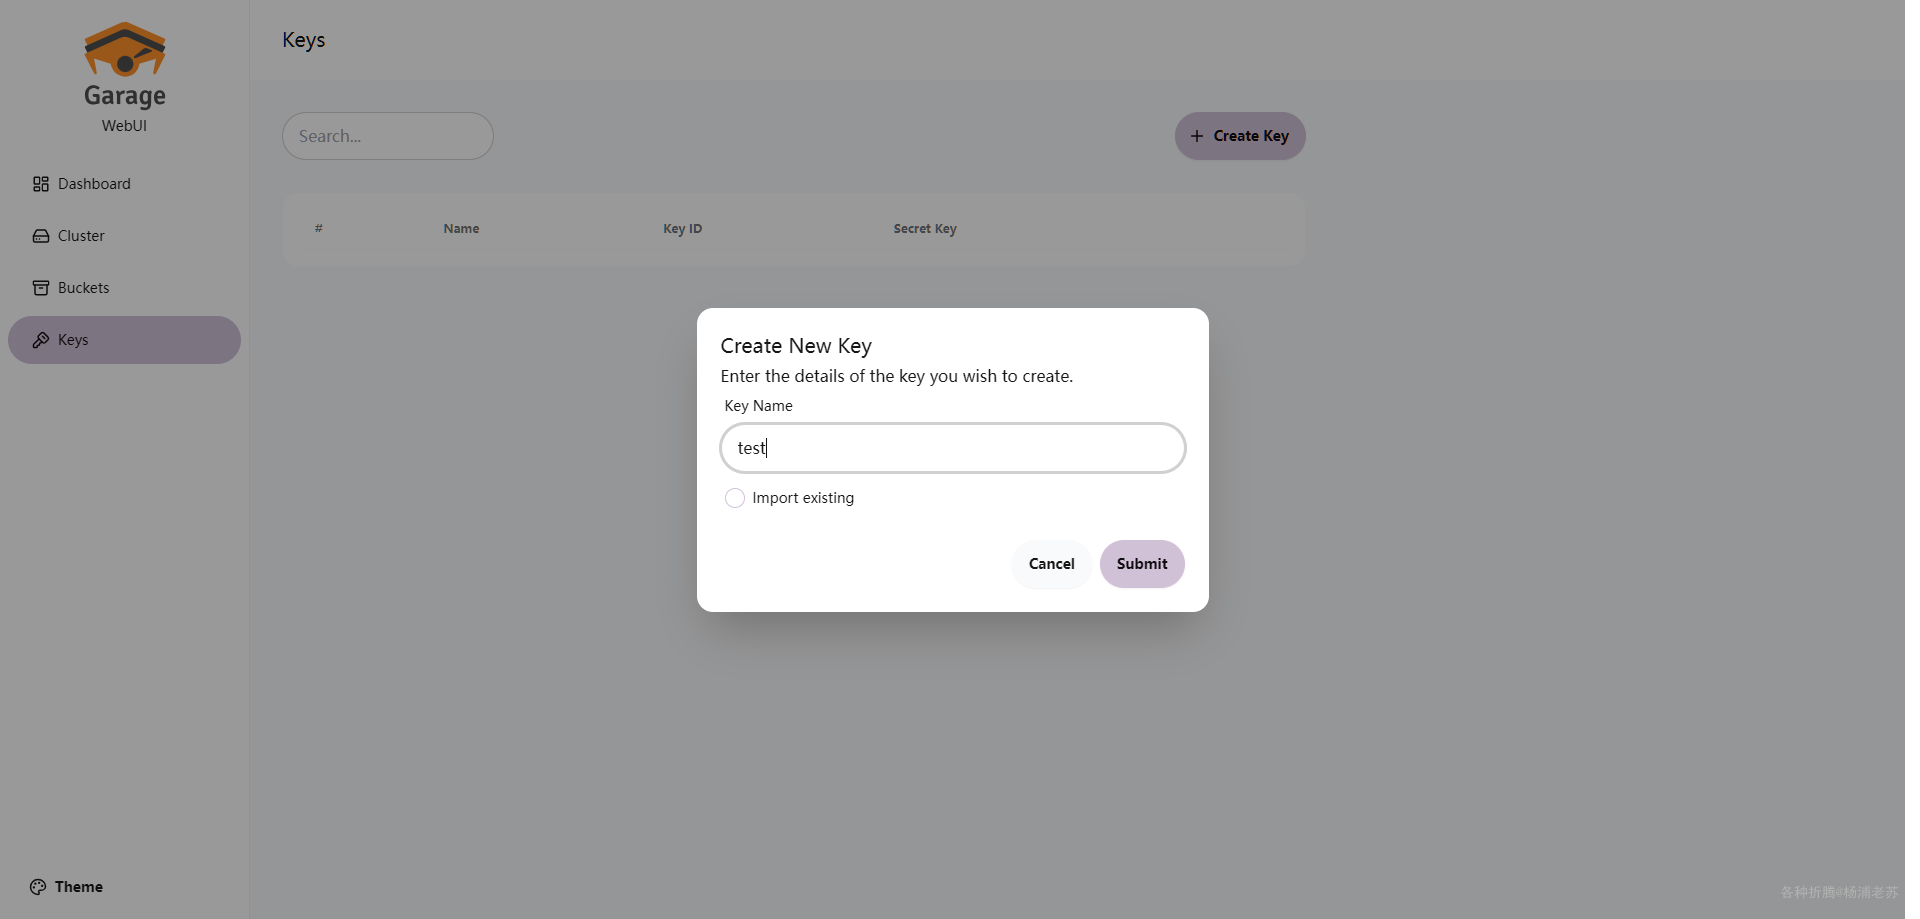 Garage
WebUI
Dashboard
Cluster
Buckets
Keys
Theme
Keys
Search...
Create Key
# Name Key ID Secret Key
Create New Key
Enter the details of the key you wish to create.
Key Name
test
Import existing
Cancel Submit
各种折腾@杨浦老苏